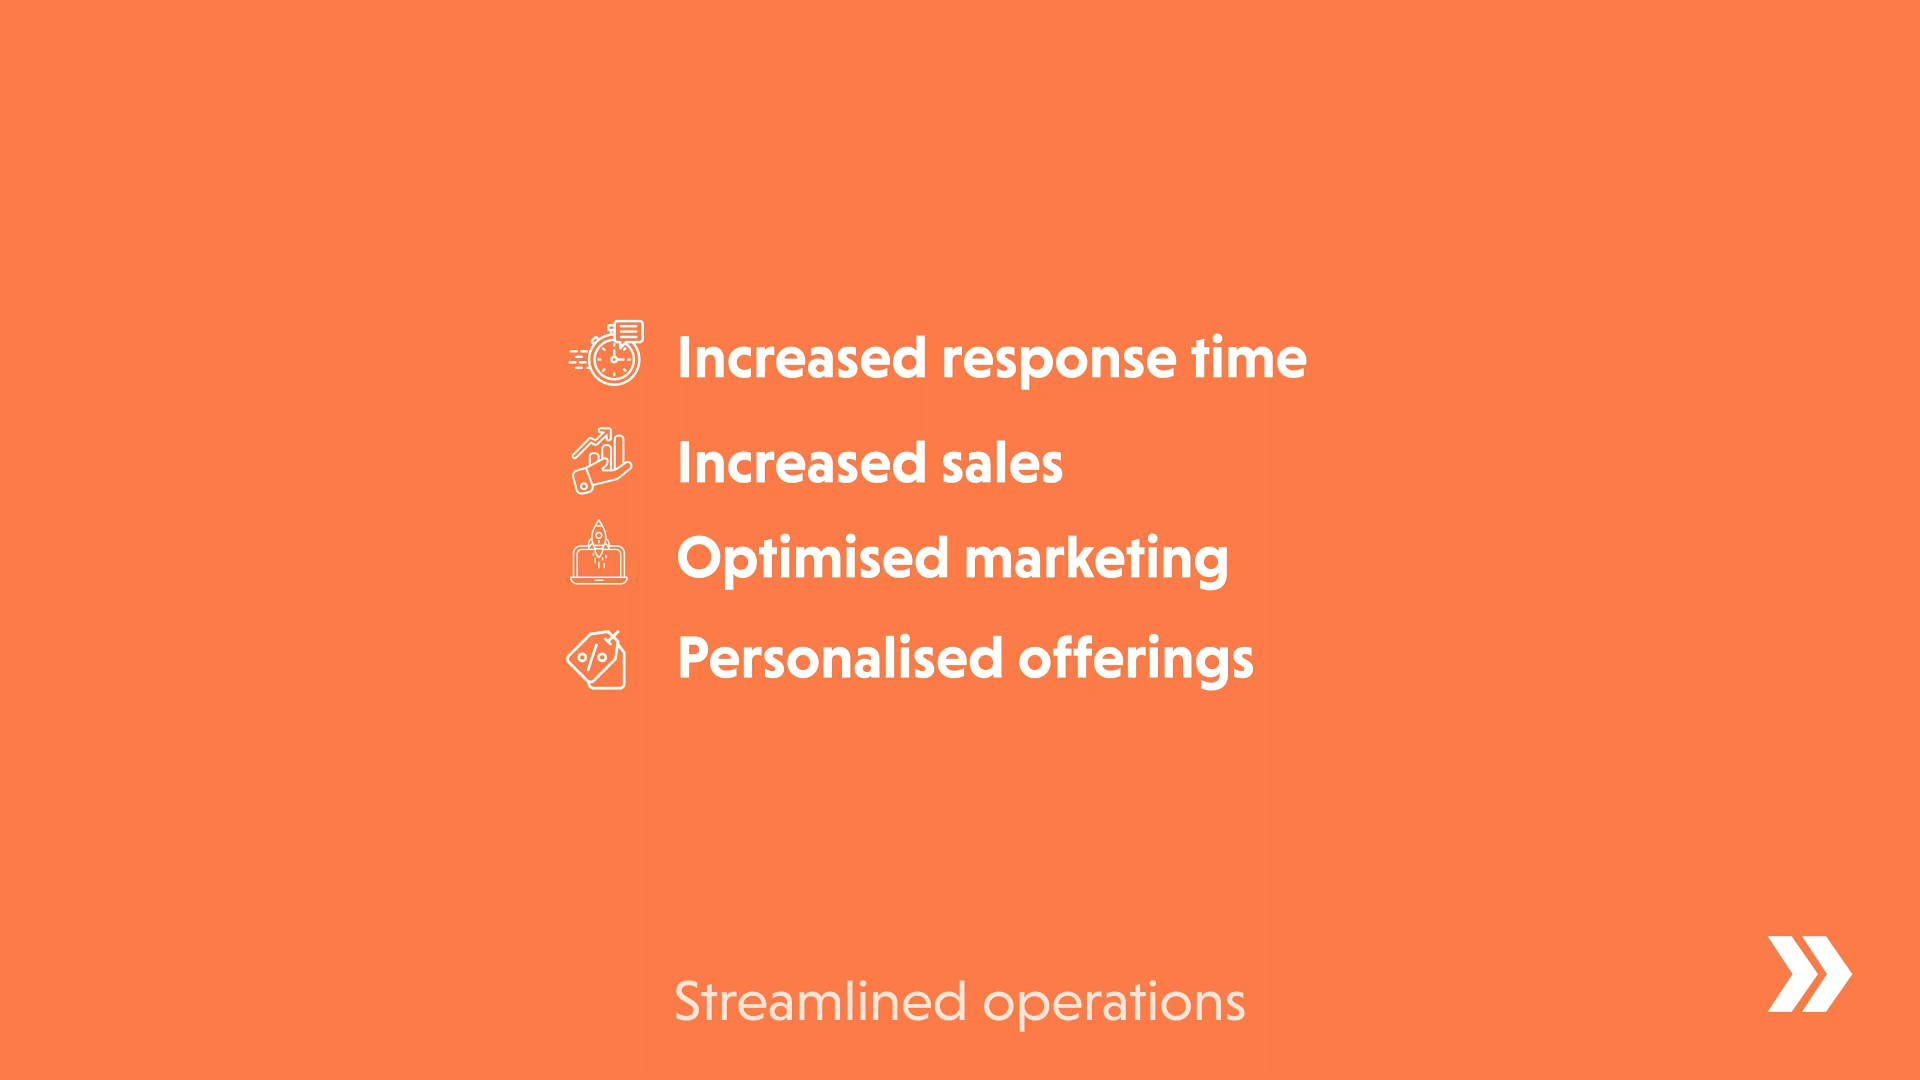 Increased response time
Increased sales
Optimised marketing
Personalised offerings
Streamlined operations